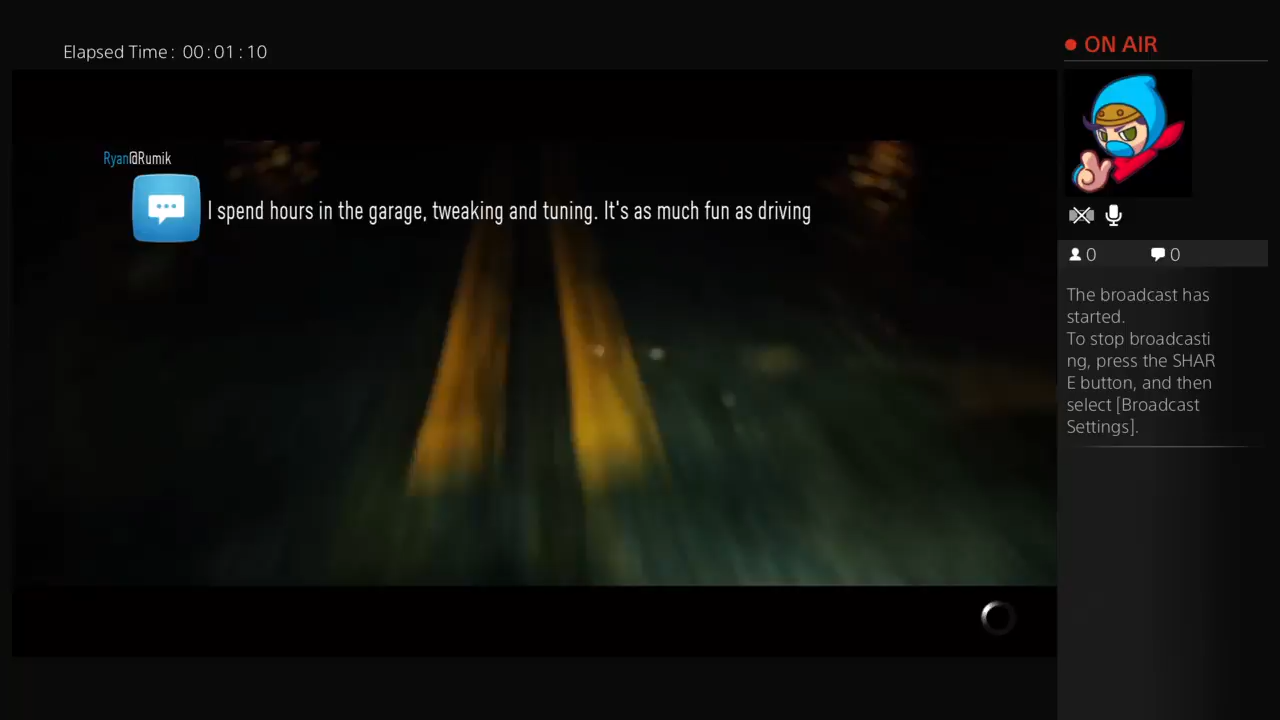 Elapsed Time: 00:01:10
ON AIR
Ryan@Rumik
I spend hours in the garage, tweaking and tuning. It's as much fun as driving
0 0
The broadcast has
started.
To stop broadcasti
ng, press the SHAR
E button, and then
select [Broadcast
Settings].